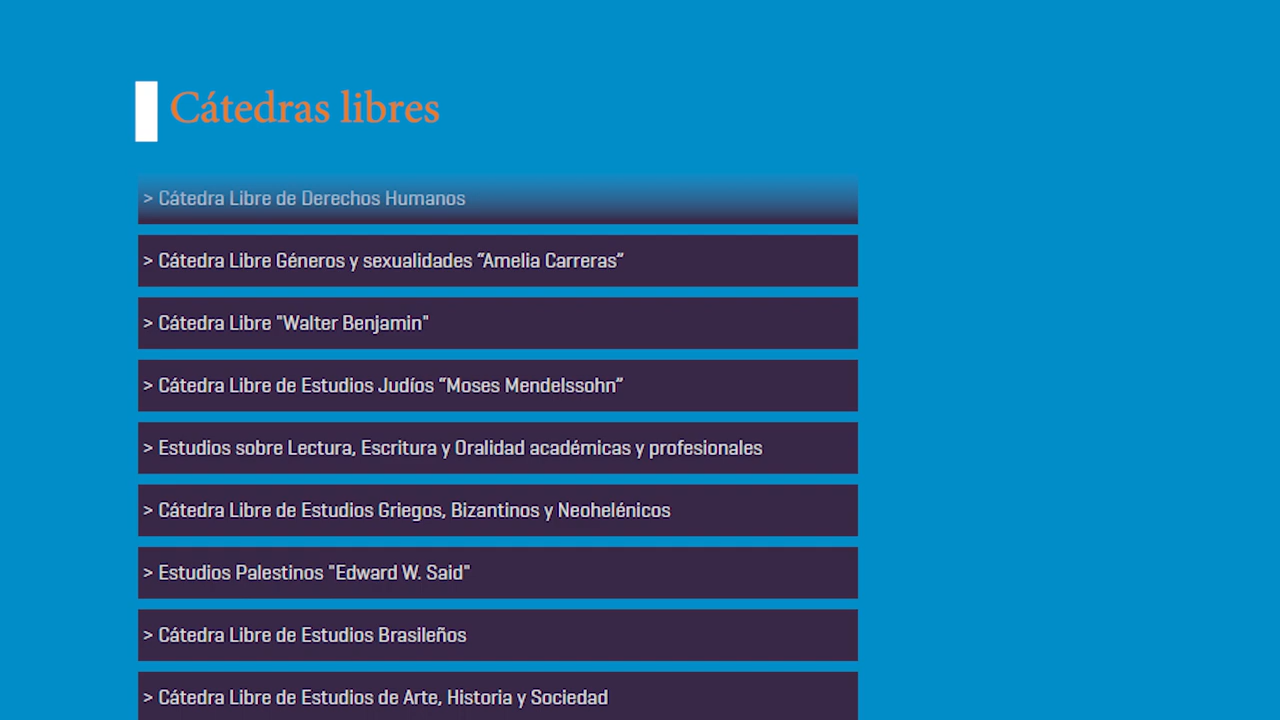 Cátedras libres
> Cátedra Libre de Derechos Humanos
> Cátedra Libre Géneros y sexualidades “Amelia Carreras”
> Cátedra Libre "Walter Benjamin"
> Cátedra Libre de Estudios Judíos “Moses Mendelssohn”
> Estudios sobre Lectura, Escritura y Oralidad académicas y profesionales
> Cátedra Libre de Estudios Griegos, Bizantinos y Neohelénicos
> Estudios Palestinos "Edward W. Said"
> Cátedra Libre de Estudios Brasileños
> Cátedra Libre de Estudios de Arte, Historia y Sociedad